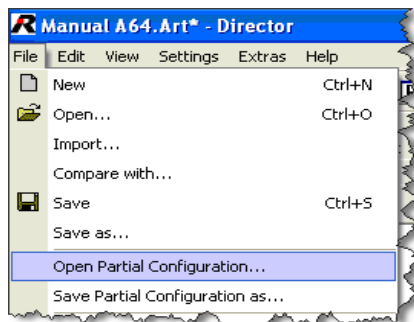 Manual A64.Art* - Director
File Edit View Settings Extras Help
New Ctrl+N
Open... Ctrl+O
Import...
Compare with...
Save Ctrl+S
Save as...
Open Partial Configuration...
Save Partial Configuration as...